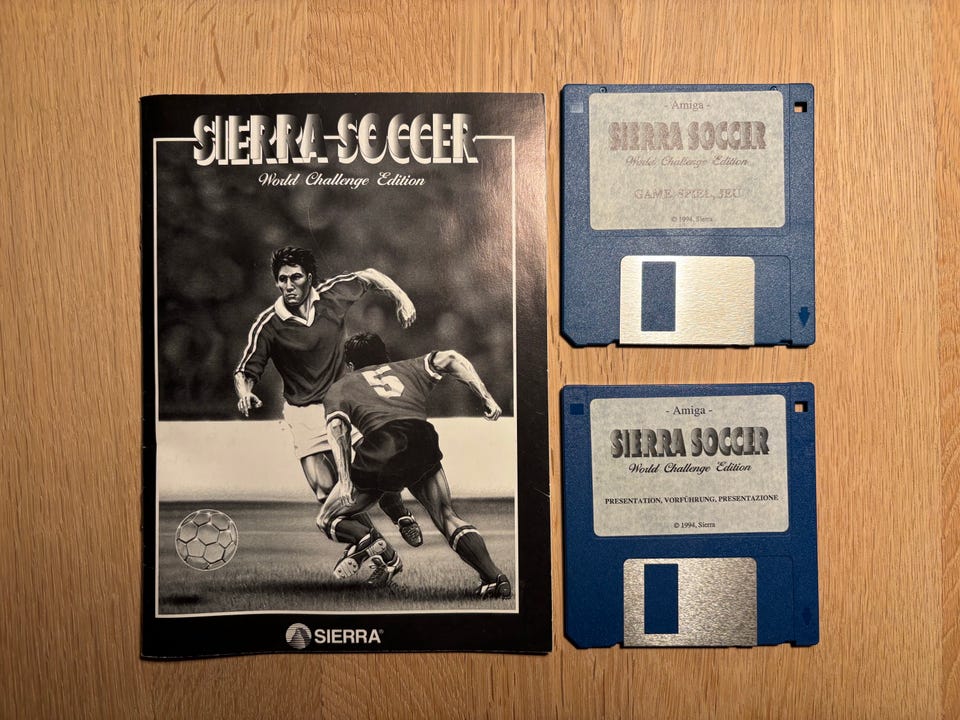 SIERRA SOCCER
World Challenge Edition
5
SIERRA®
- Amiga -
SIERRA SOCCER
World Challenge Edition
GAME, SPIEL, JEU
© 1994, Sierra
- Amiga -
SIERRA SOCCER
World Challenge Edition
PRESENTATION, VORFÜHRUNG, PRESENTAZIONE
© 1994, Sierra